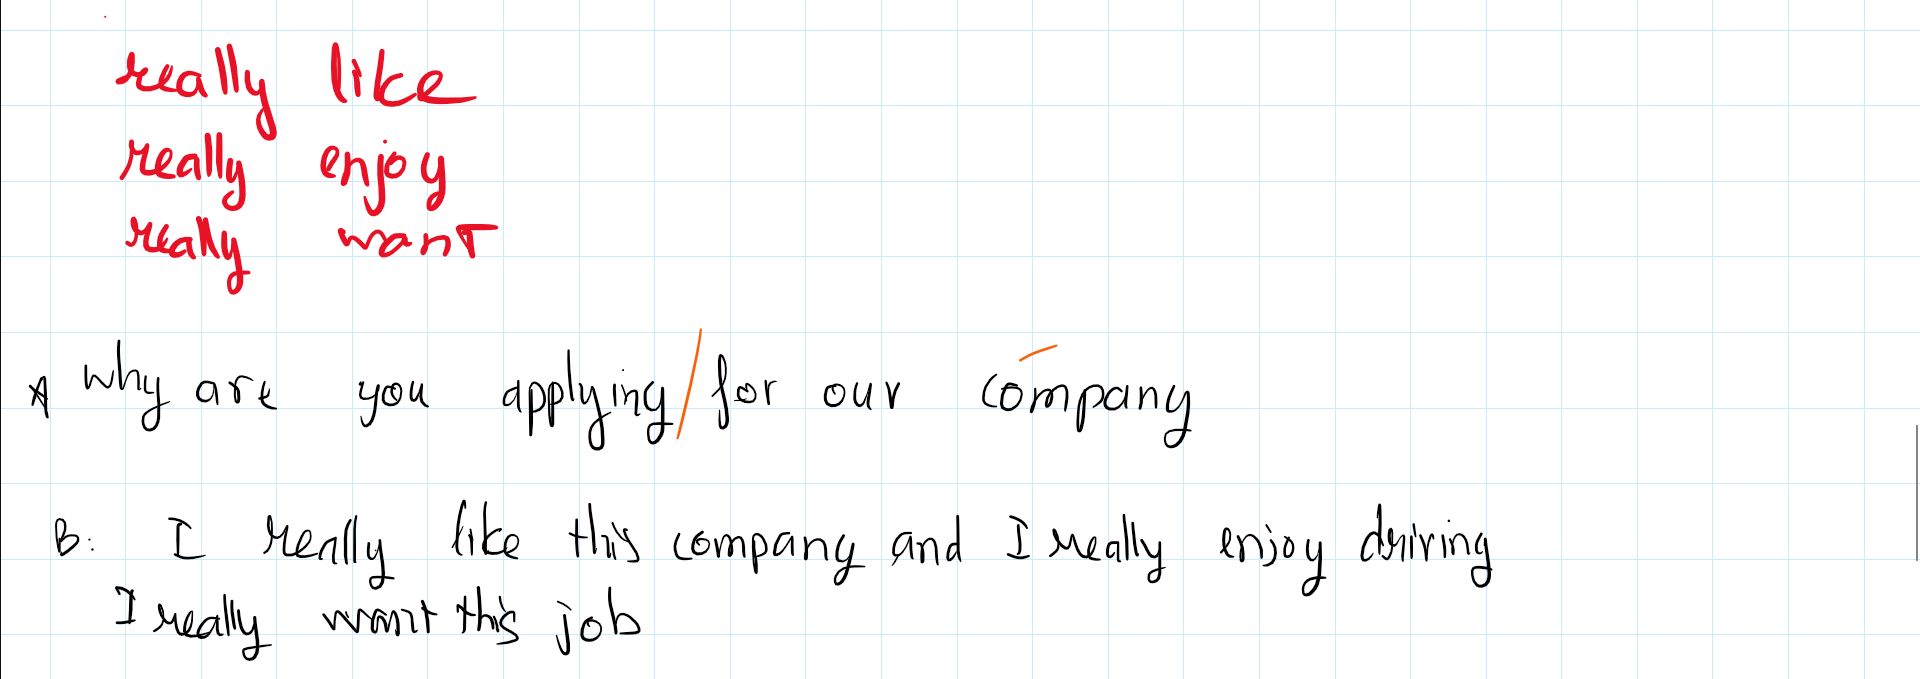 really like
really enjoy
really want
A why are you applying/for our company
B: I really like this company and I really enjoy driving
I really want this job